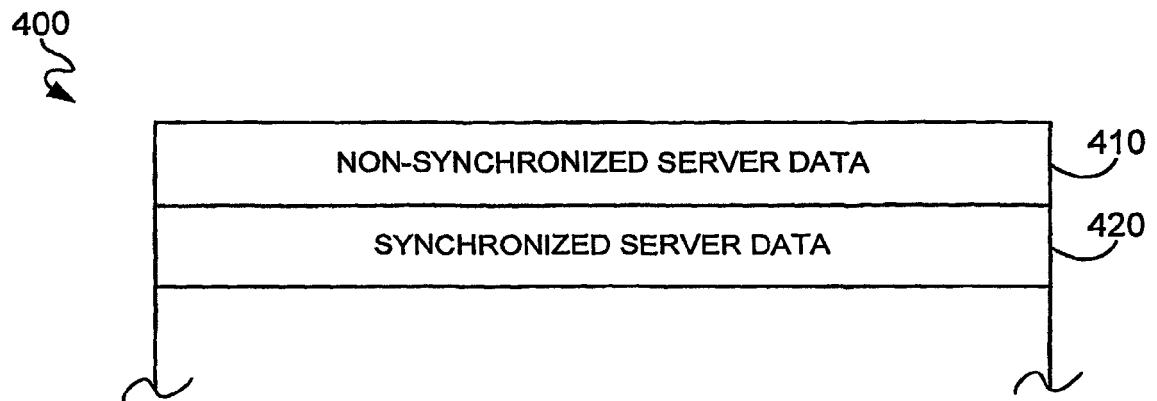 400
NON-SYNCHRONIZED SERVER DATA
410
SYNCHRONIZED SERVER DATA
420